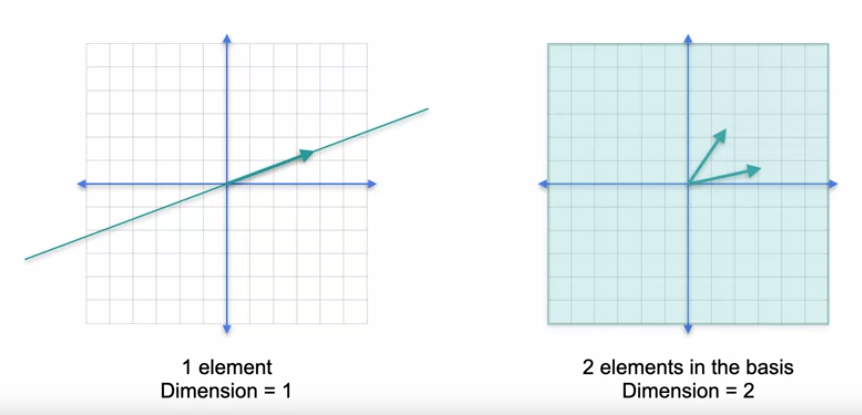 1 element
Dimension = 1
2 elements in the basis
Dimension = 2